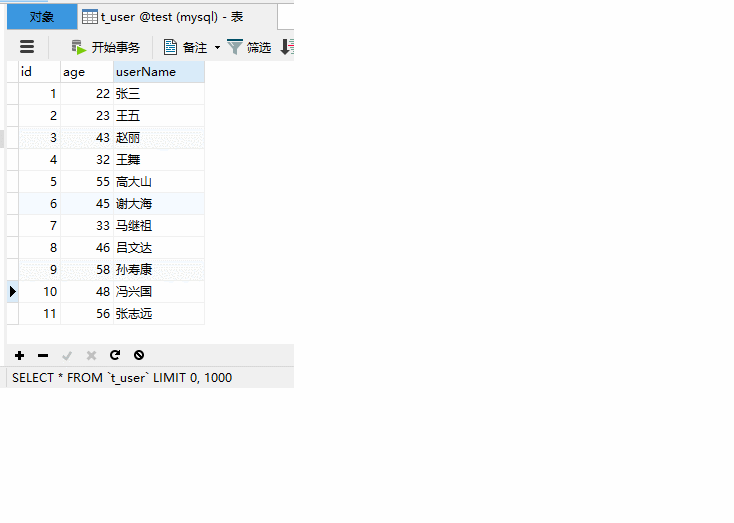 对象 t_user @test (mysql) - 表
开始事务 备注 筛选
id age userName
1 22 张三
2 23 王五
3 43 赵丽
4 32 王舞
5 55 高大山
6 45 谢大海
7 33 马继祖
8 46 吕文达
9 58 孙寿康
10 48 冯兴国
11 56 张志远
SELECT * FROM `t_user` LIMIT 0, 1000